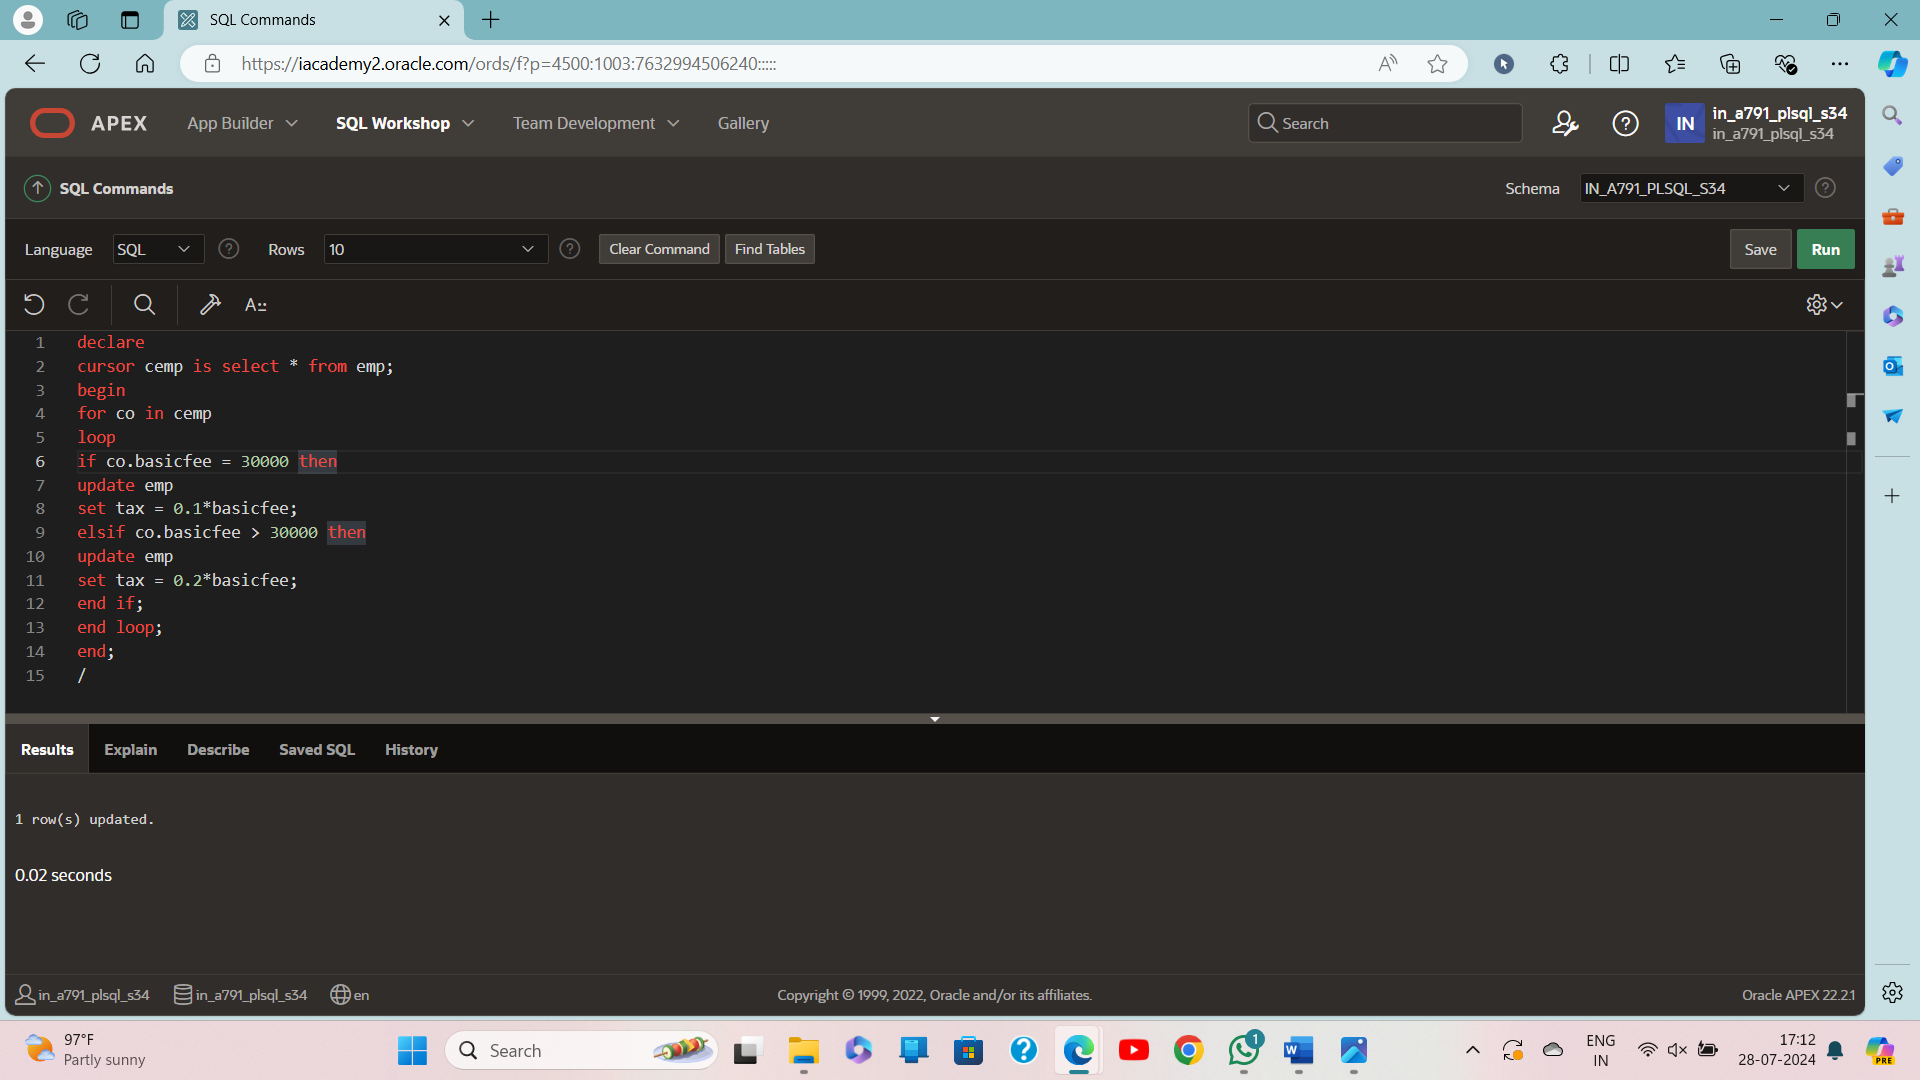 SQL Commands
https://iacademy2.oracle.com/ords/f?p=4500:1003:7632994506240:::::
APEX
App Builder
SQL Workshop
Team Development
Gallery
Search
IN
in_a791_plsql_s34
in_a791_plsql_s34
SQL Commands
Schema
IN_A791_PLSQL_S34
Language
SQL
Rows
10
Clear Command
Find Tables
Save
Run
A::
1 declare
2 cursor cemp is select * from emp;
3 begin
4 for co in cemp
5 loop
6 if co.basicfee = 30000 then
7 update emp
8 set tax = 0.1*basicfee;
9 elsif co.basicfee > 30000 then
10 update emp
11 set tax = 0.2*basicfee;
12 end if;
13 end loop;
14 end;
15 /
Results
Explain
Describe
Saved SQL
History
1 row(s) updated.
0.02 seconds
in_a791_plsql_s34
in_a791_plsql_s34
en
Copyright © 1999, 2022, Oracle and/or its affiliates.
Oracle APEX 22.2.1
97°F
Partly sunny
Search
1
ENG
IN
17:12
28-07-2024
PRE